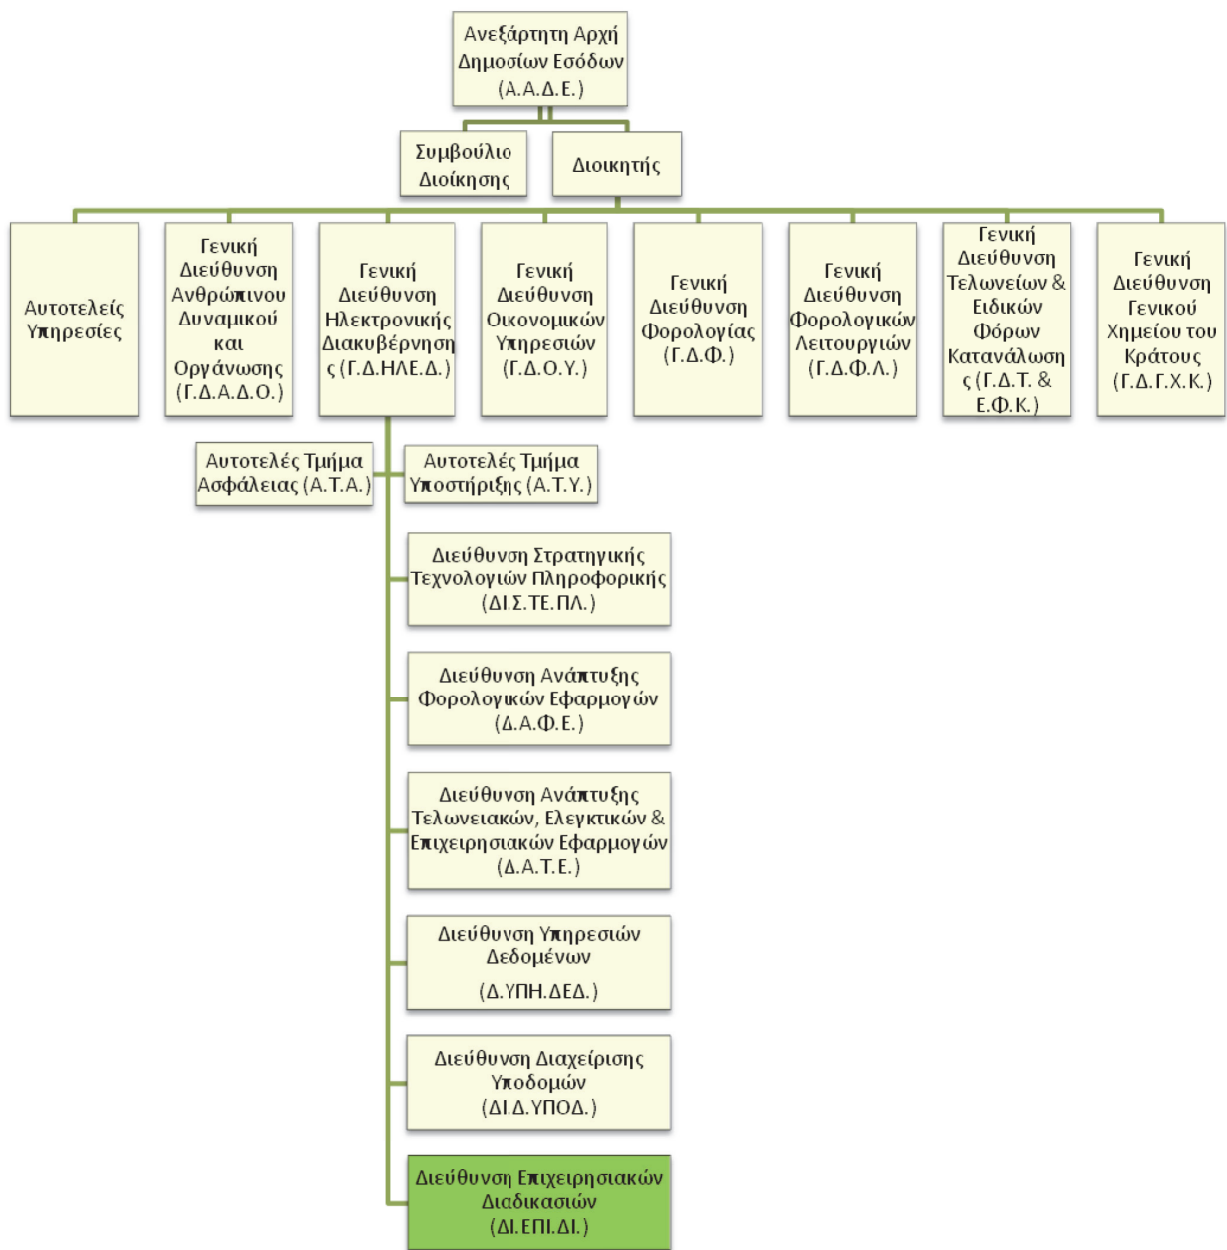 Ανεξάρτητη Αρχή
Δημοσίων Εσόδων
(Α.Α.Δ.Ε.)
Συμβούλιο
Διοίκησης
Διοικητής
Αυτοτελείς
Υπηρεσίες
Γενική
Διεύθυνση
Ανθρώπινου
Δυναμικού
και
Οργάνωσης
(Γ.Δ.Α.Δ.Ο.)
Γενική
Διεύθυνση
Ηλεκτρονικής
Διακυβέρνηση
ς (Γ.Δ.ΗΛΕ.Δ.)
Γενική
Διεύθυνση
Οικονομικών
Υπηρεσιών
(Γ.Δ.Ο.Υ.)
Γενική
Διεύθυνση
Φορολογίας
(Γ.Δ.Φ.)
Γενική
Διεύθυνση
Φορολογικών
Λειτουργιών
(Γ.Δ.Φ.Λ.)
Γενική
Διεύθυνση
Τελωνείων &
Ειδικών
Φόρων
Κατανάλωση
ς (Γ.Δ.Τ. &
Ε.Φ.Κ.)
Γενική
Διεύθυνση
Γενικού
Χημείου του
Κράτους
(Γ.Δ.Γ.Χ.Κ.)
Αυτοτελές Τμήμα
Ασφάλειας (Α.Τ.Α.)
Αυτοτελές Τμήμα
Υποστήριξης (Α.Τ.Υ.)
Διεύθυνση Στρατηγικής
Τεχνολογιών Πληροφορικής
(ΔΙ.Σ.ΤΕ.ΠΛ.)
Διεύθυνση Ανάπτυξης
Φορολογικών Εφαρμογών
(Δ.Α.Φ.Ε.)
Διεύθυνση Ανάπτυξης
Τελωνειακών, Ελεγκτικών &
Επιχειρησιακών Εφαρμογών
(Δ.Α.Τ.Ε.)
Διεύθυνση Υπηρεσιών
Δεδομένων
(Δ.ΥΠΗ.ΔΕΔ.)
Διεύθυνση Διαχείρισης
Υποδομών
(ΔΙ.Δ.ΥΠΟΔ.)
Διεύθυνση Επιχειρησιακών
Διαδικασιών
(ΔΙ.ΕΠΙ.ΔΙ.)